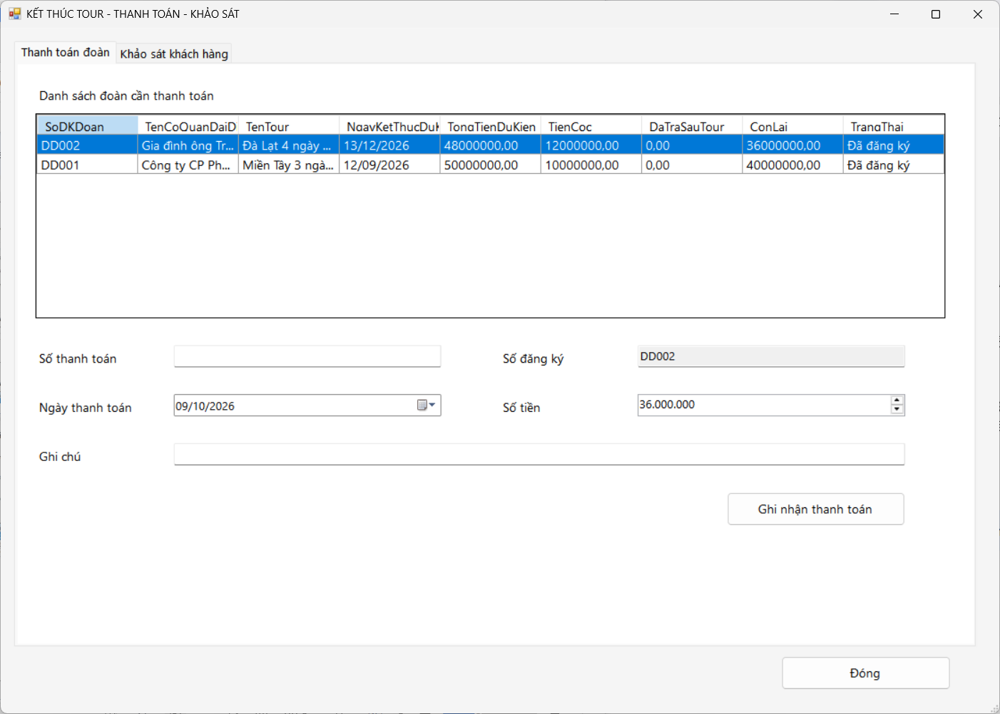 KẾT THÚC TOUR - THANH TOÁN - KHẢO SÁT
Thanh toán đoàn Khảo sát khách hàng
Danh sách đoàn cần thanh toán
SoDKDoan TenCoQuanDaiD TenTour NgayKetThucDuK TongTienDuKien TienCoc DaTraSauTour ConLai TrangThai
DD002 Gia đình ông Tr... Đà Lạt 4 ngày ... 13/12/2026 48000000,00 12000000,00 0,00 36000000,00 Đã đăng ký
DD001 Công ty CP Ph... Miền Tây 3 ngà... 12/09/2026 50000000,00 10000000,00 0,00 40000000,00 Đã đăng ký
Số thanh toán Số đăng ký DD002
Ngày thanh toán 09/10/2026 Số tiền 36.000.000
Ghi chú
Ghi nhận thanh toán
Đóng